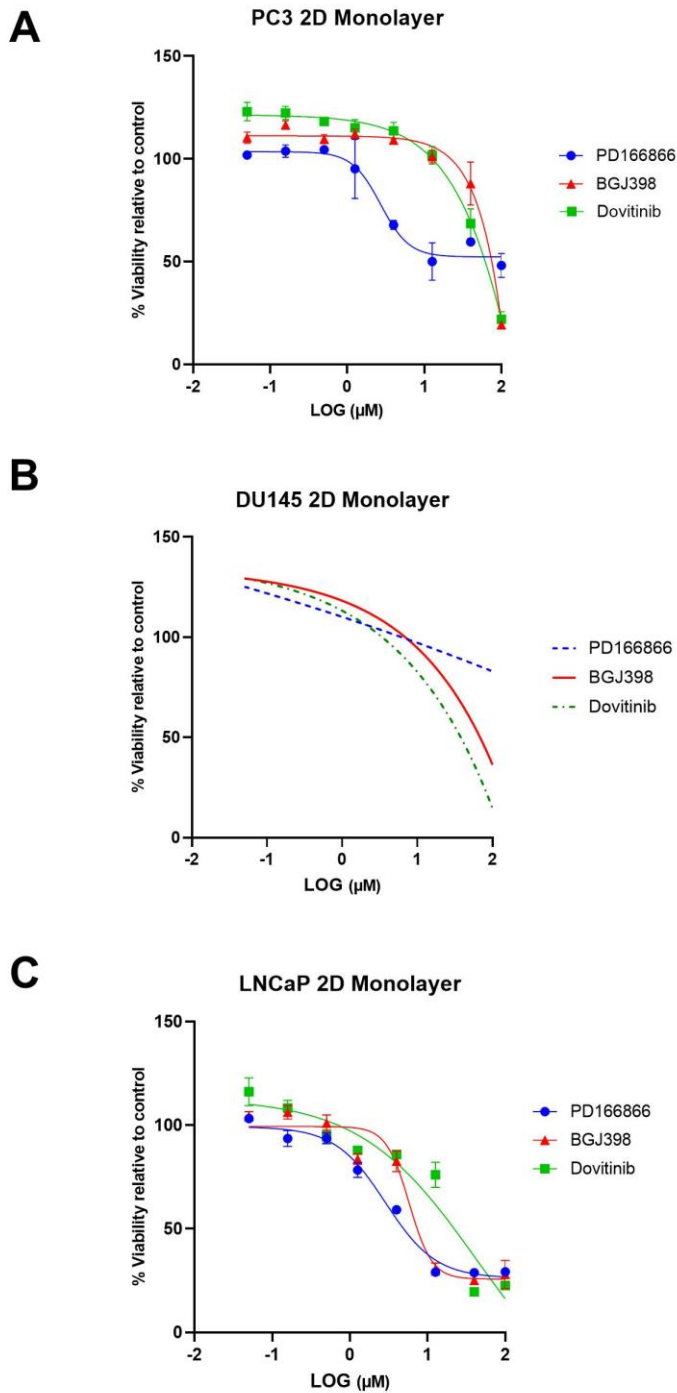 A
PC3 2D Monolayer
% Viability relative to control
150
100
50
0
-2
-1
0
1
2
LOG (µM)
PD166866
BGJ398
Dovitinib
B
DU145 2D Monolayer
% Viability relative to control
150
100
50
0
-2
-1
0
1
2
LOG (µM)
PD166866
BGJ398
Dovitinib
C
LNCaP 2D Monolayer
% Viability relative to control
150
100
50
0
-2
-1
0
1
2
LOG (µM)
PD166866
BGJ398
Dovitinib